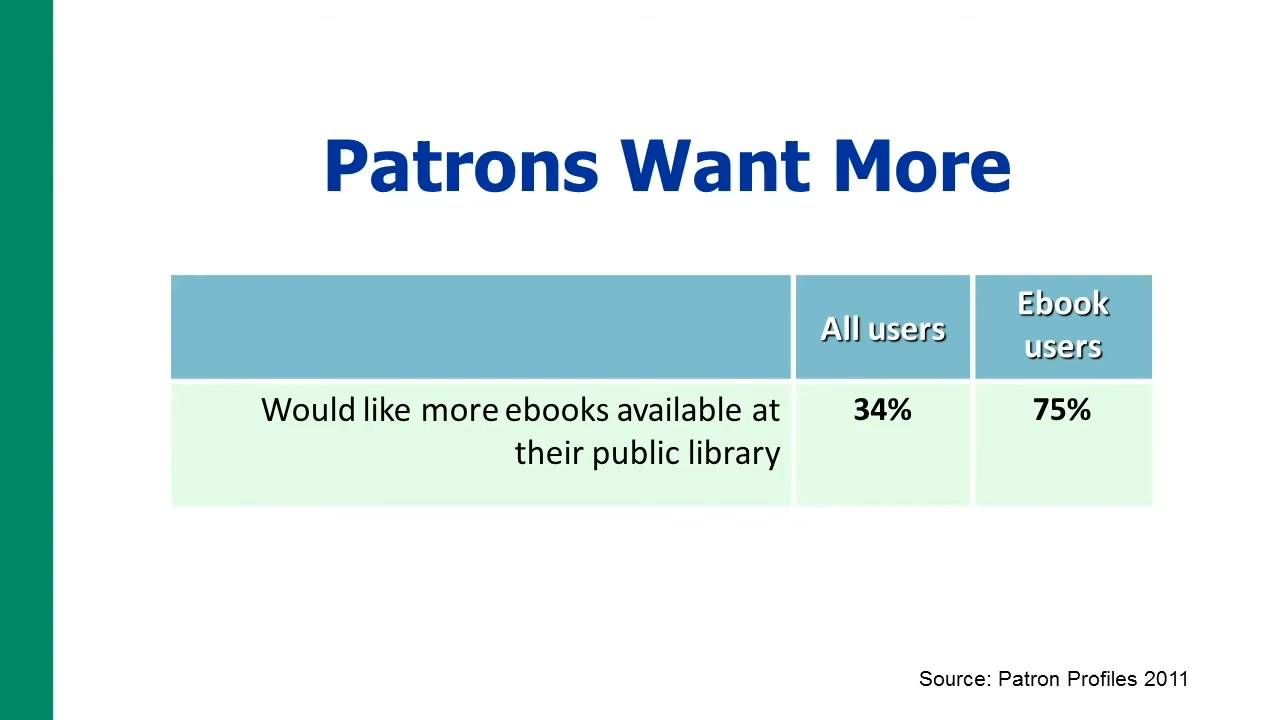 Patrons Want More
All users
Ebook
users
Would like more ebooks available at
their public library
34%
75%
Source: Patron Profiles 2011